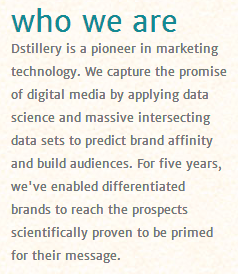 who we are
Dstillery is a pioneer in marketing
technology. We capture the promise
of digital media by applying data
science and massive intersecting
data sets to predict brand affinity
and build audiences. For five years,
we've enabled differentiated
brands to reach the prospects
scientifically proven to be primed
for their message.